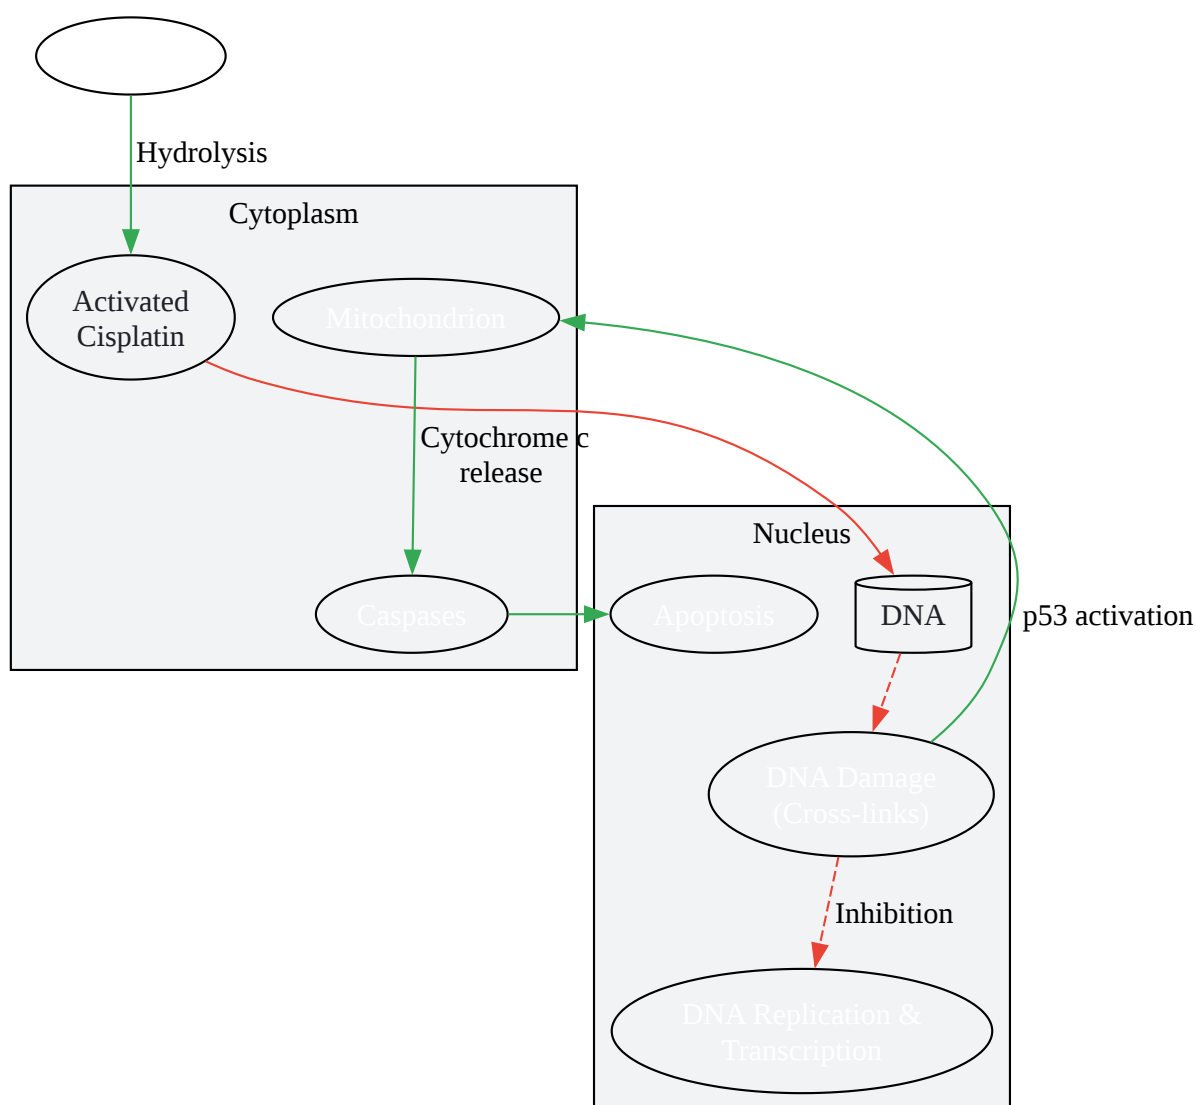 Hydrolysis
Cytoplasm
Activated
Cisplatin
Mitochondrion
Cytochrome c
release
Nucleus
Caspases
Apoptosis
DNA
p53 activation
DNA Damage
(Cross-links)
Inhibition
DNA Replication &
Transcription